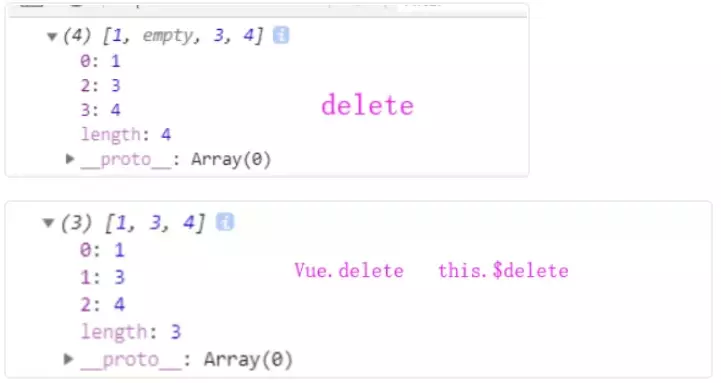 (4) [1, empty, 3, 4] i
0: 1
2: 3
3: 4
delete
length: 4
__proto__: Array(0)
(3) [1, 3, 4] i
0: 1
1: 3
Vue.delete this.$delete
2: 4
length: 3
__proto__: Array(0)